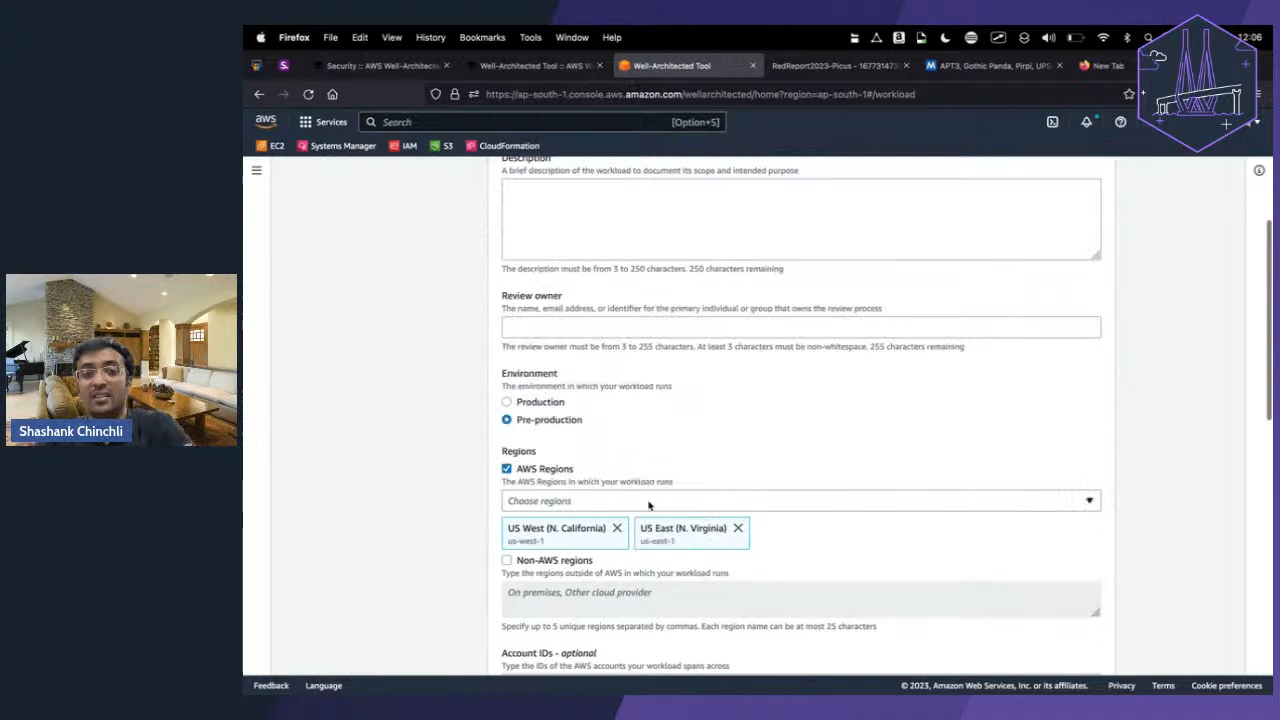 Firefox File Edit View History Bookmarks Tools Window Help 12:06
Security :: AWS Well-Architec Well-Architected Tool :: AWS W Well-Architected Tool RedReport2023-Picus - 16773147 APT3, Gothic Panda, Pirpi, UPS New Tab
https://ap-south-1.console.aws.amazon.com/wellarchitected/home?region=ap-south-1#/workload
aws Services Search [Option+S]
EC2 Systems Manager IAM S3 CloudFormation
Description
A brief description of the workload to document its scope and intended purpose
The description must be from 3 to 250 characters. 250 characters remaining
Review owner
The name, email address, or identifier for the primary individual or group that owns the review process
The review owner must be from 3 to 255 characters. At least 3 characters must be non-whitespace. 255 characters remaining
Environment
The environment in which your workload runs
Production
Pre-production
Regions
AWS Regions
The AWS Regions in which your workload runs
Choose regions
US West (N. California) US East (N. Virginia)
us-west-1 us-east-1
Non-AWS regions
Type the regions outside of AWS in which your workload runs
On premises, Other cloud provider
Specify up to 5 unique regions separated by commas. Each region name can be at most 25 characters
Account IDs - optional
Type the IDs of the AWS accounts your workload spans across
Feedback Language © 2023, Amazon Web Services, Inc. or its affiliates. Privacy Terms Cookie preferences
Shashank Chinchli